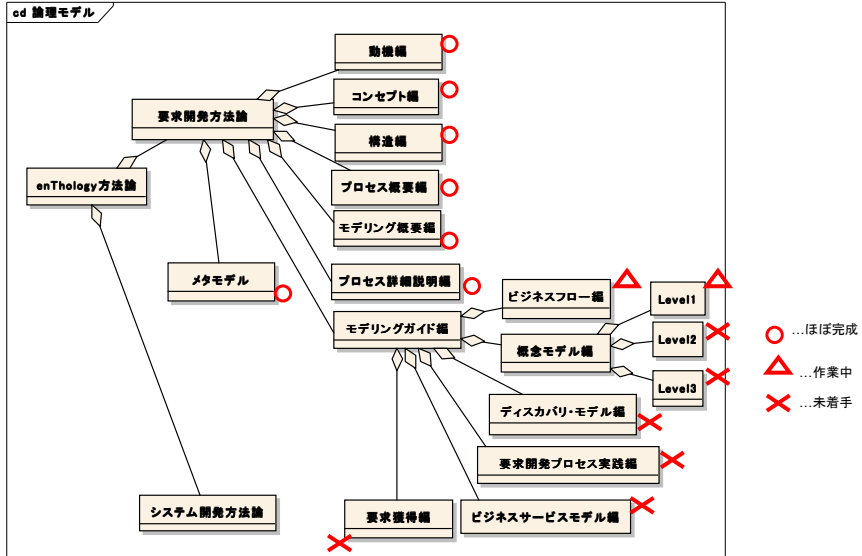 cd 論理モデル
動機編
コンセプト編
要求開発方法論
構造編
enThology方法論
プロセス概要編
モデリング概要編
メタモデル
プロセス詳細説明編
ビジネスフロー編
Level1
モデリングガイド編
概念モデル編
Level2
Level3
…ほぼ完成
…作業中
…未着手
ディスカバリ・モデル編
要求開発プロセス実践編
システム開発方法論
要求獲得編
ビジネスサービスモデル編